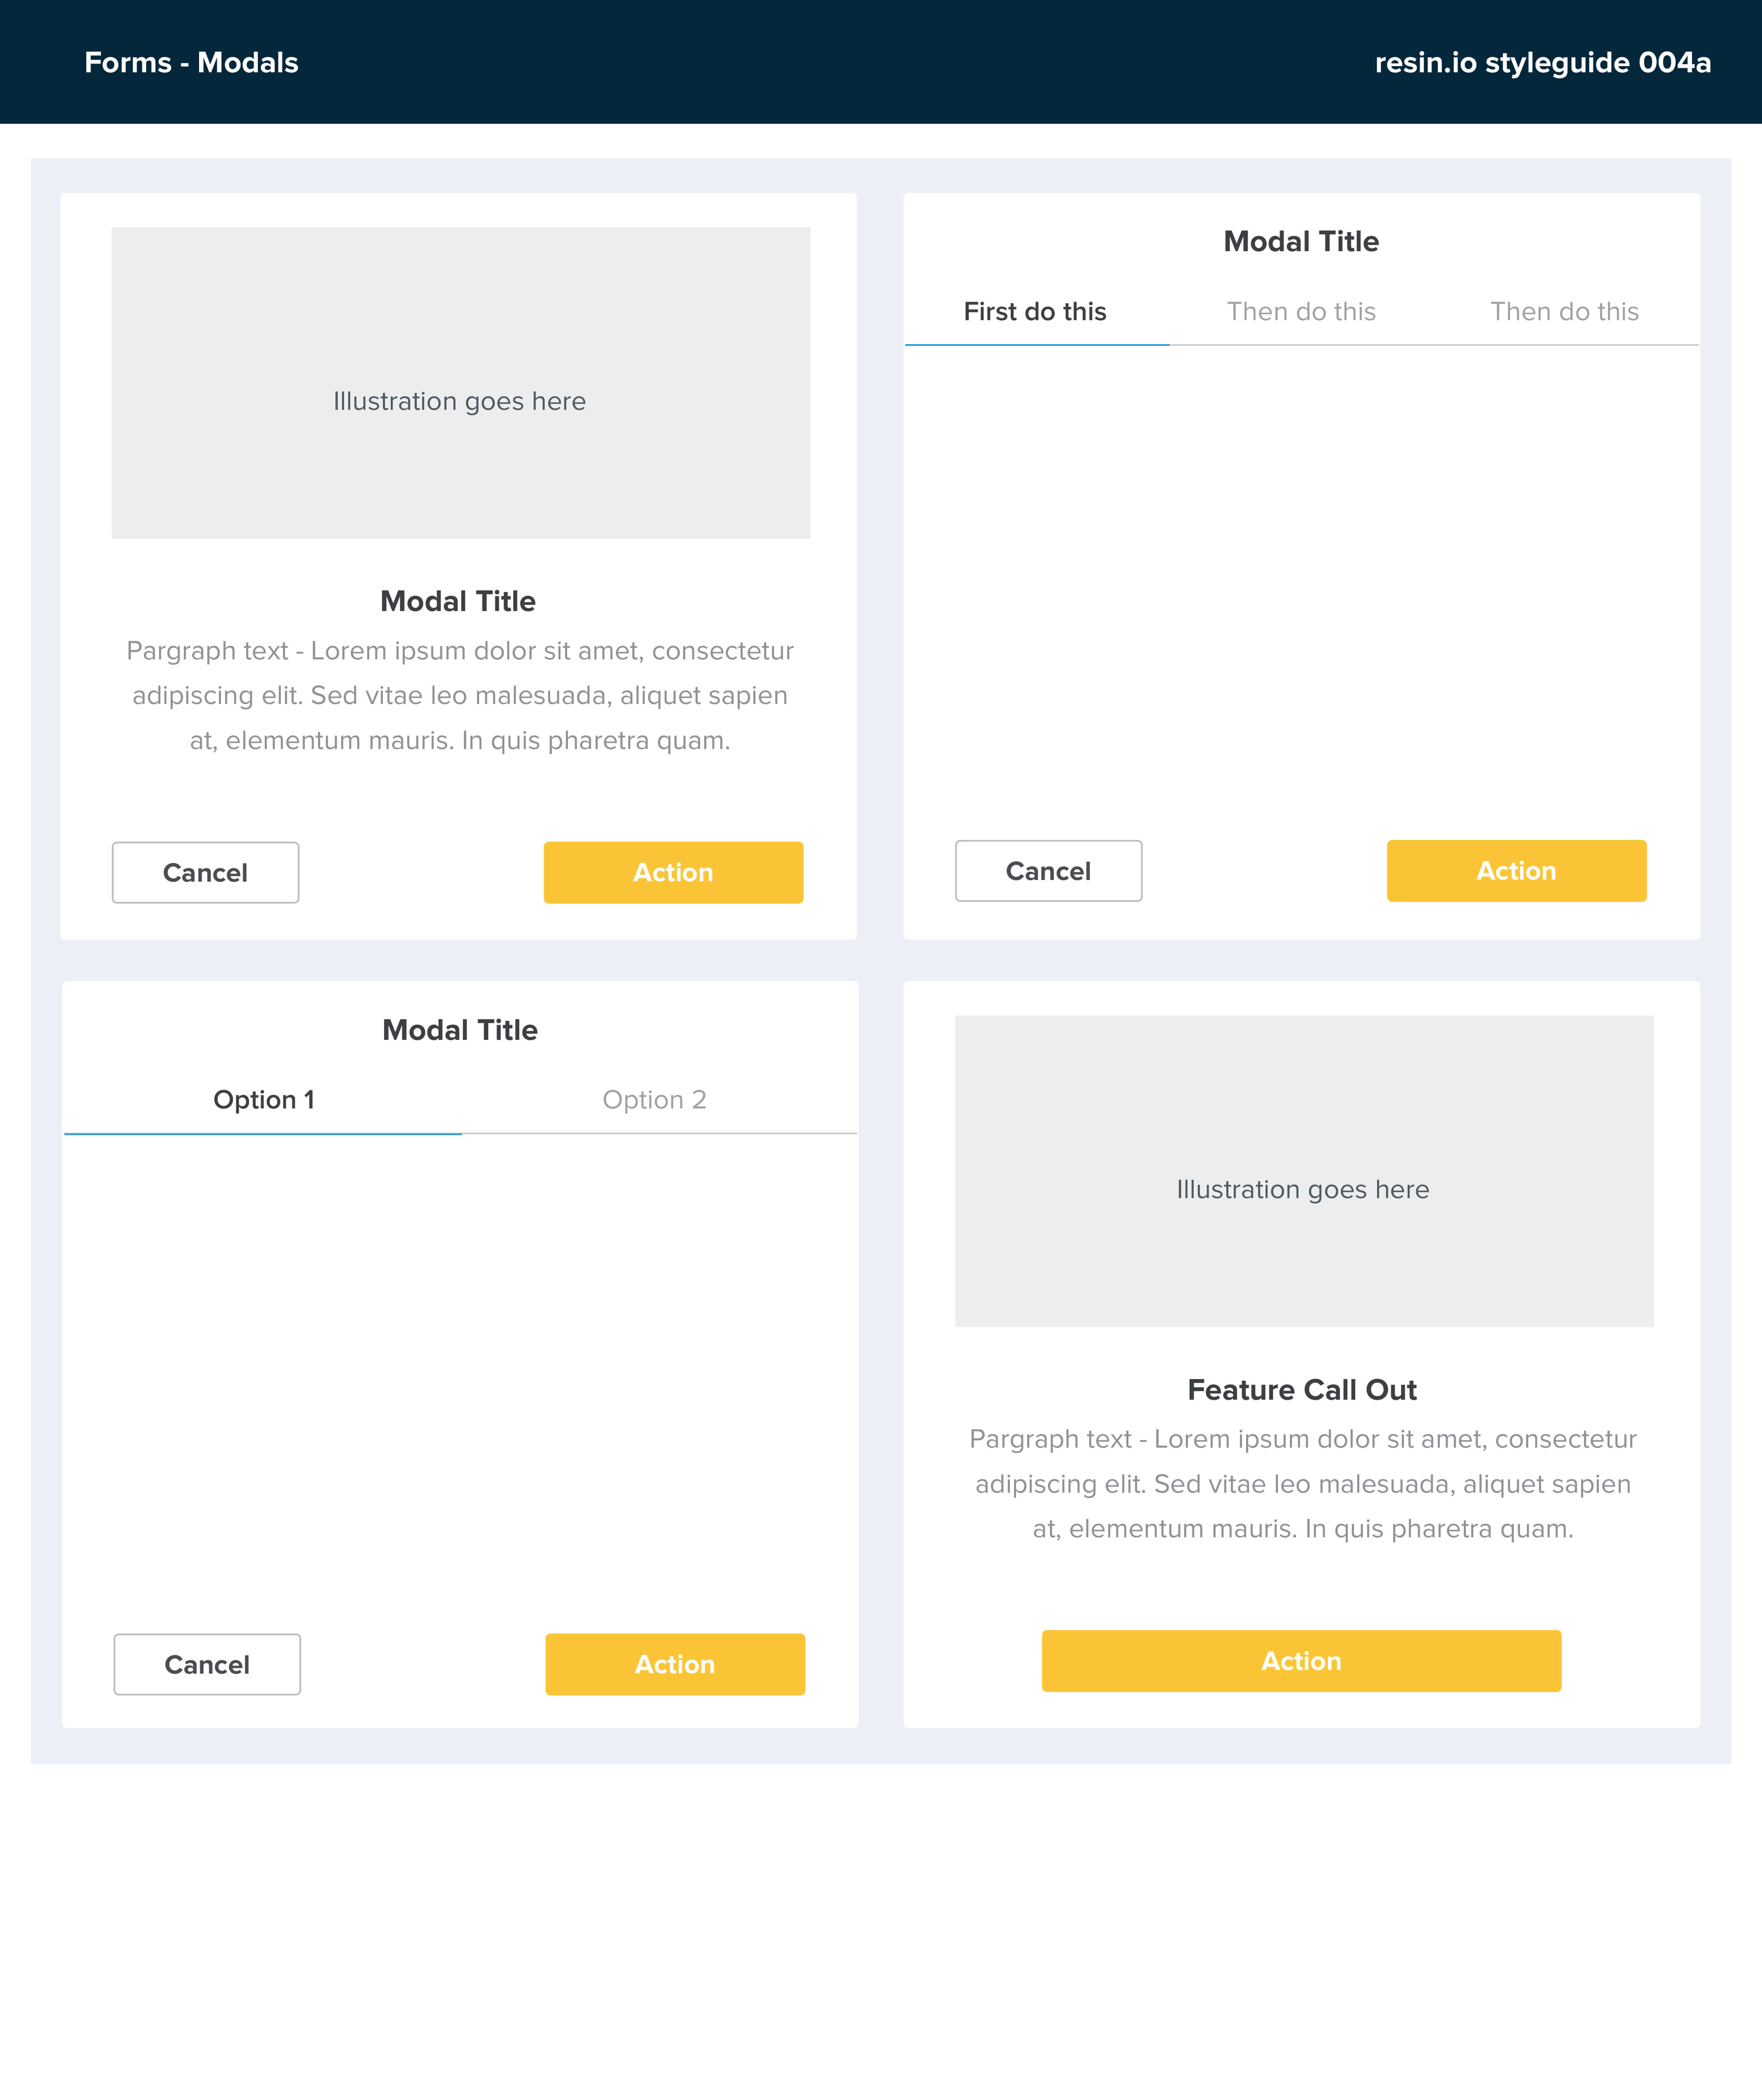 Forms - Modals
resin.io styleguide 004a
Illustration goes here
Modal Title
Pargraph text - Lorem ipsum dolor sit amet, consectetur
adipiscing elit. Sed vitae leo malesuada, aliquet sapien
at, elementum mauris. In quis pharetra quam.
Cancel
Action
Modal Title
First do this
Then do this
Then do this
Cancel
Action
Modal Title
Option 1
Option 2
Cancel
Action
Illustration goes here
Feature Call Out
Pargraph text - Lorem ipsum dolor sit amet, consectetur
adipiscing elit. Sed vitae leo malesuada, aliquet sapien
at, elementum mauris. In quis pharetra quam.
Action